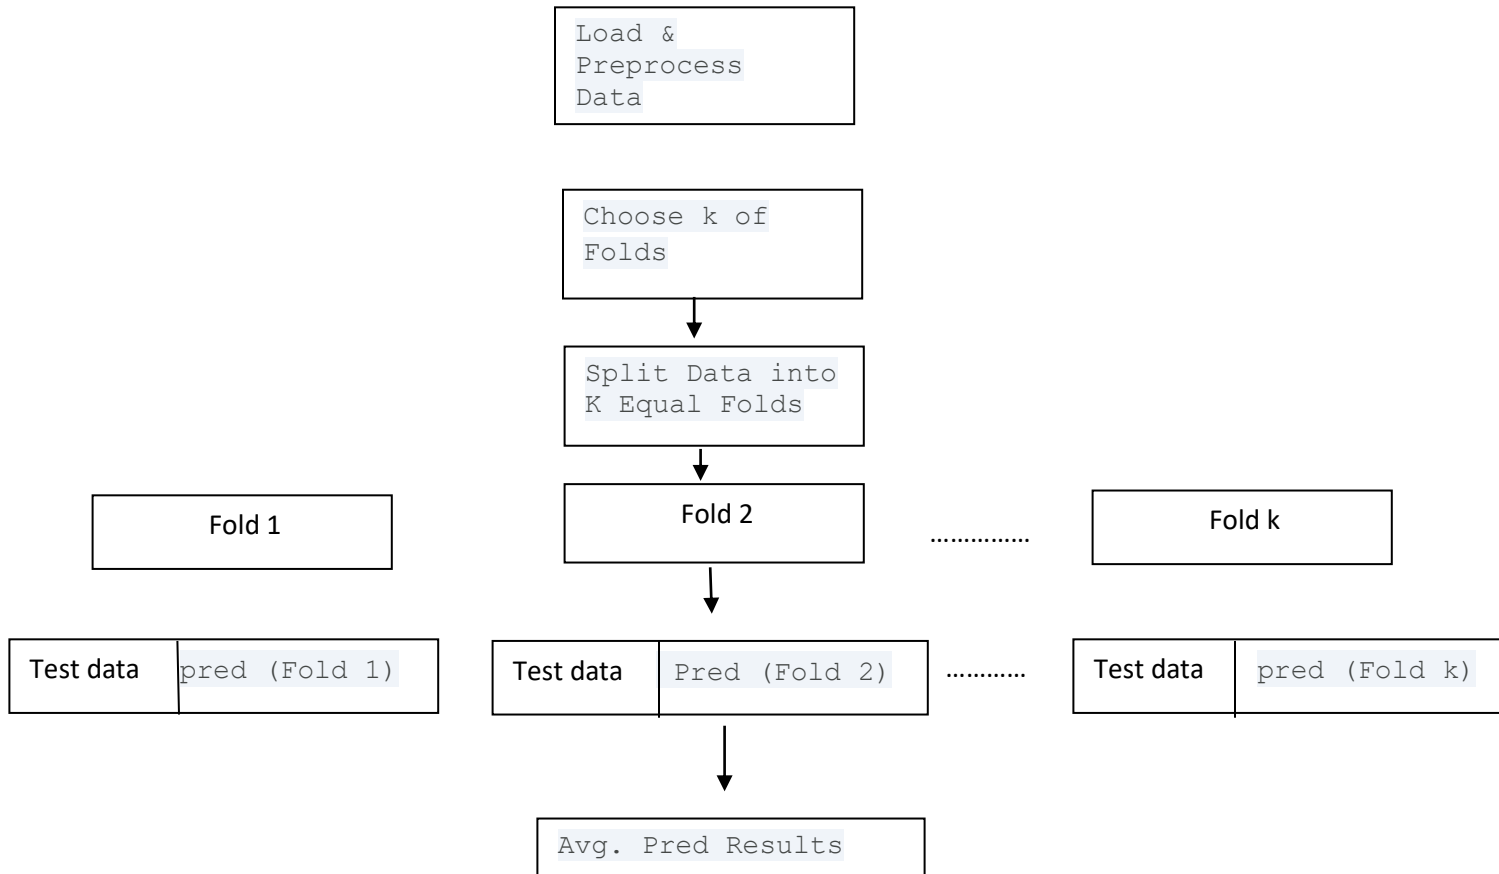 Load &
Preprocess
Data
Choose k of
Folds
Split Data into
K Equal Folds
Fold 1
Fold 2
...............
Fold k
Test data pred (Fold 1)
Test data Pred (Fold 2)
............
Test data pred (Fold k)
Avg. Pred Results